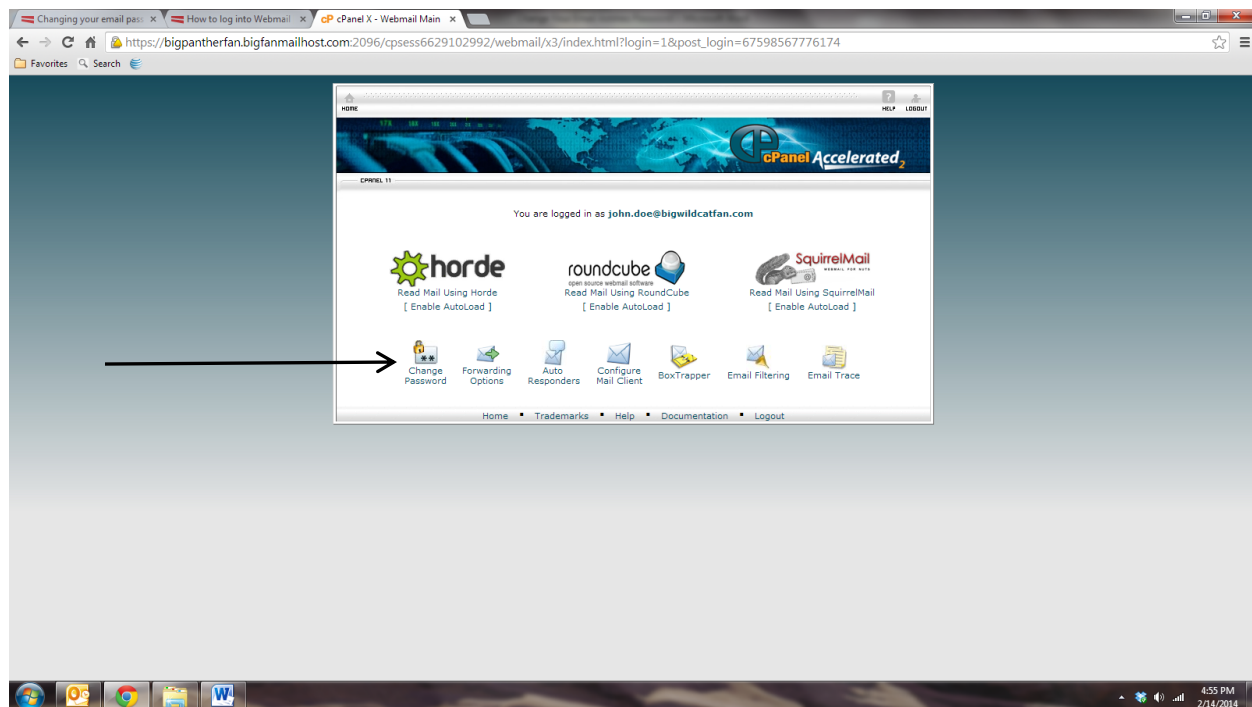 Changing your email pass
How to log into Webmail
cP cPanel X - Webmail Main
https://bigpantherfan.bigfanmailhost.com:2096/cpsess6629102992/webmail/x3/index.html?login=1&post_login=67598567776174
Favorites Search
HOME HELP LOGOUT
cPanel Accelerated2
CPANEL 11
You are logged in as john.doe@bigwildcatfan.com
horde
roundcube
open source webmail software
SquirrelMail
WEBMAIL FOR NUTS
Read Mail Using Horde Read Mail Using RoundCube Read Mail Using SquirrelMail
[ Enable AutoLoad ] [ Enable AutoLoad ] [ Enable AutoLoad ]
**
Change
Password
Forwarding
Options
Auto
Responders
Configure
Mail Client
BoxTrapper
Email Filtering
Email Trace
Home ▪ Trademarks ▪ Help ▪ Documentation ▪ Logout
4:55 PM
2/14/2014